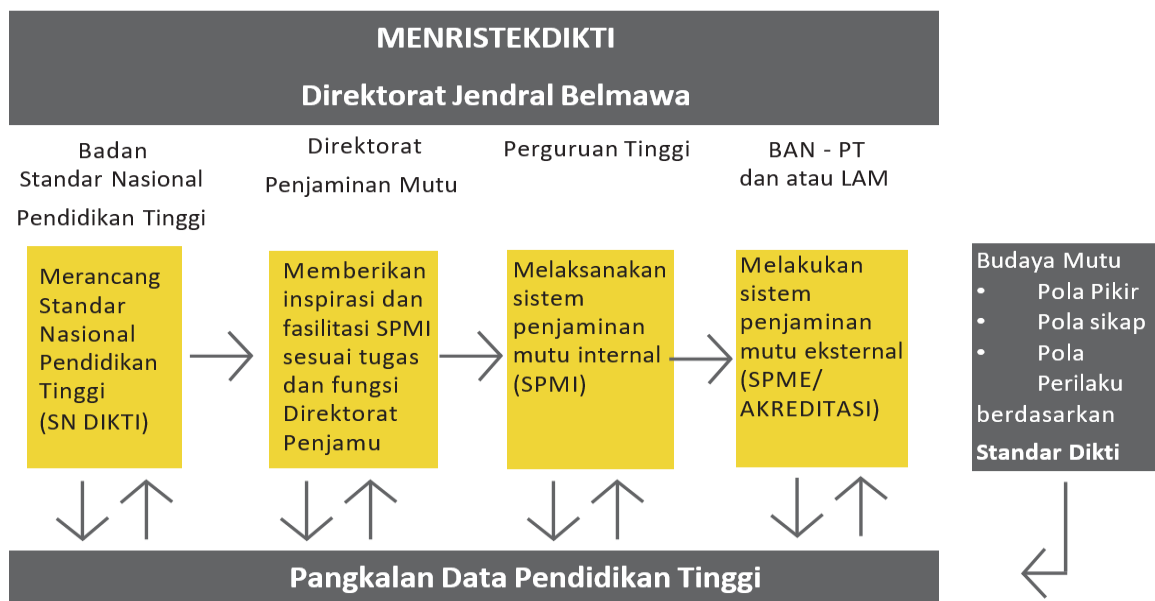 MENRISTEKDIKTI
Direktorat Jendral Belmawa
Badan
Standar Nasional
Pendidikan Tinggi
Direktorat
Penjaminan Mutu
Perguruan Tinggi
BAN - PT
dan atau LAM
Merancang
Standar
Nasional
Pendidikan
Tinggi
(SN DIKTI)
Memberikan
inspirasi dan
fasilitasi SPMI
sesuai tugas
dan fungsi
Direktorat
Penjamu
Melaksanakan
sistem
penjaminan
mutu internal
(SPMI)
Melakukan
sistem
penjaminan
mutu eksternal
(SPME/
AKREDITASI)
Budaya Mutu
• Pola Pikir
• Pola sikap
• Pola
Perilaku
berdasarkan
Standar Dikti
Pangkalan Data Pendidikan Tinggi